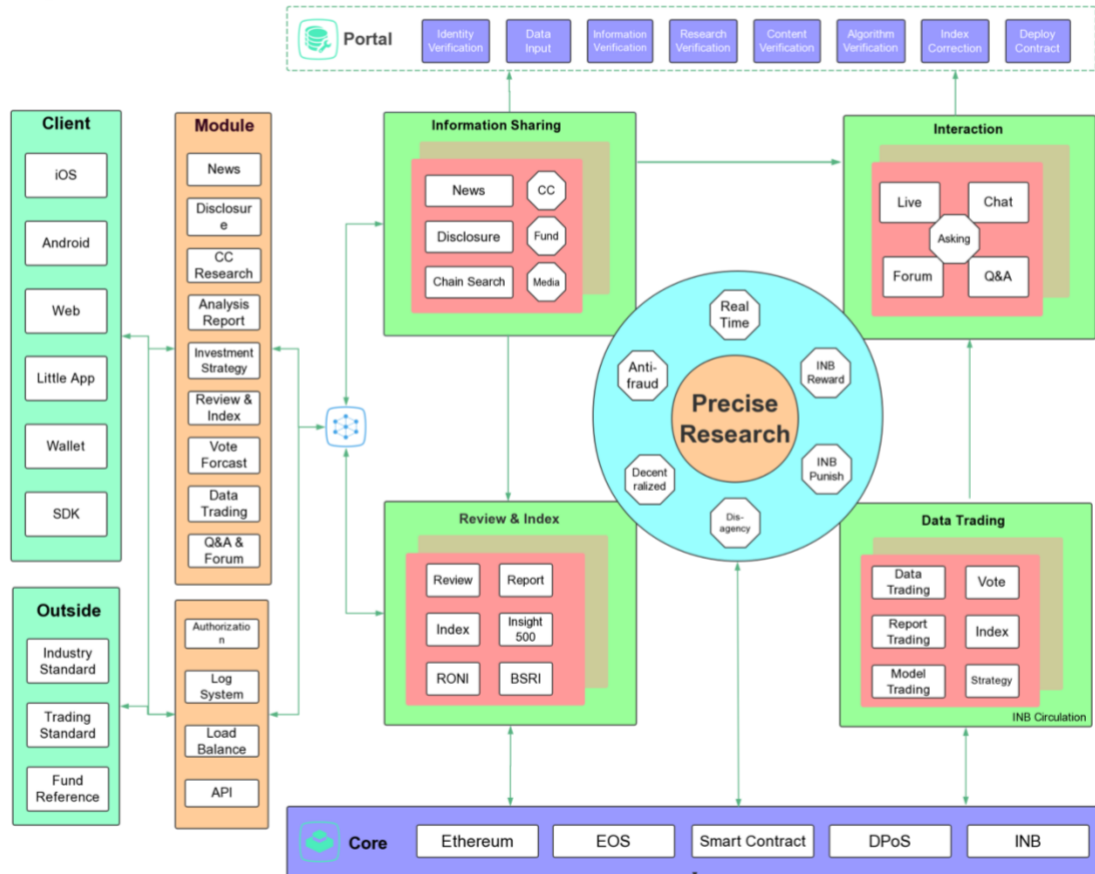 Portal
Identity
Verification
Data
Input
Information
Verification
Research
Verification
Content
Verification
Algorithm
Verification
Index
Correction
Deploy
Contract
Client
iOS
Android
Web
Little App
Wallet
SDK
Outside
Industry
Standard
Trading
Standard
Fund
Reference
Module
News
Disclosur
e
CC
Research
Analysis
Report
Investment
Strategy
Review &
Index
Vote
Forcast
Data
Trading
Q&A &
Forum
Authorizatio
n
Log
System
Load
Balance
API
Information Sharing
News
CC
Disclosure
Fund
Chain Search
Media
Interaction
Live
Chat
Asking
Forum
Q&A
Real
Time
Anti-
fraud
INB
Reward
Precise
Research
Decent
ralized
INB
Punish
Dis-
agency
Review & Index
Review
Report
Index
Insight
500
RONI
BSRI
Data Trading
Data
Trading
Vote
Report
Trading
Index
Model
Trading
Strategy
INB Circulation
Core
Ethereum
EOS
Smart Contract
DPoS
INB